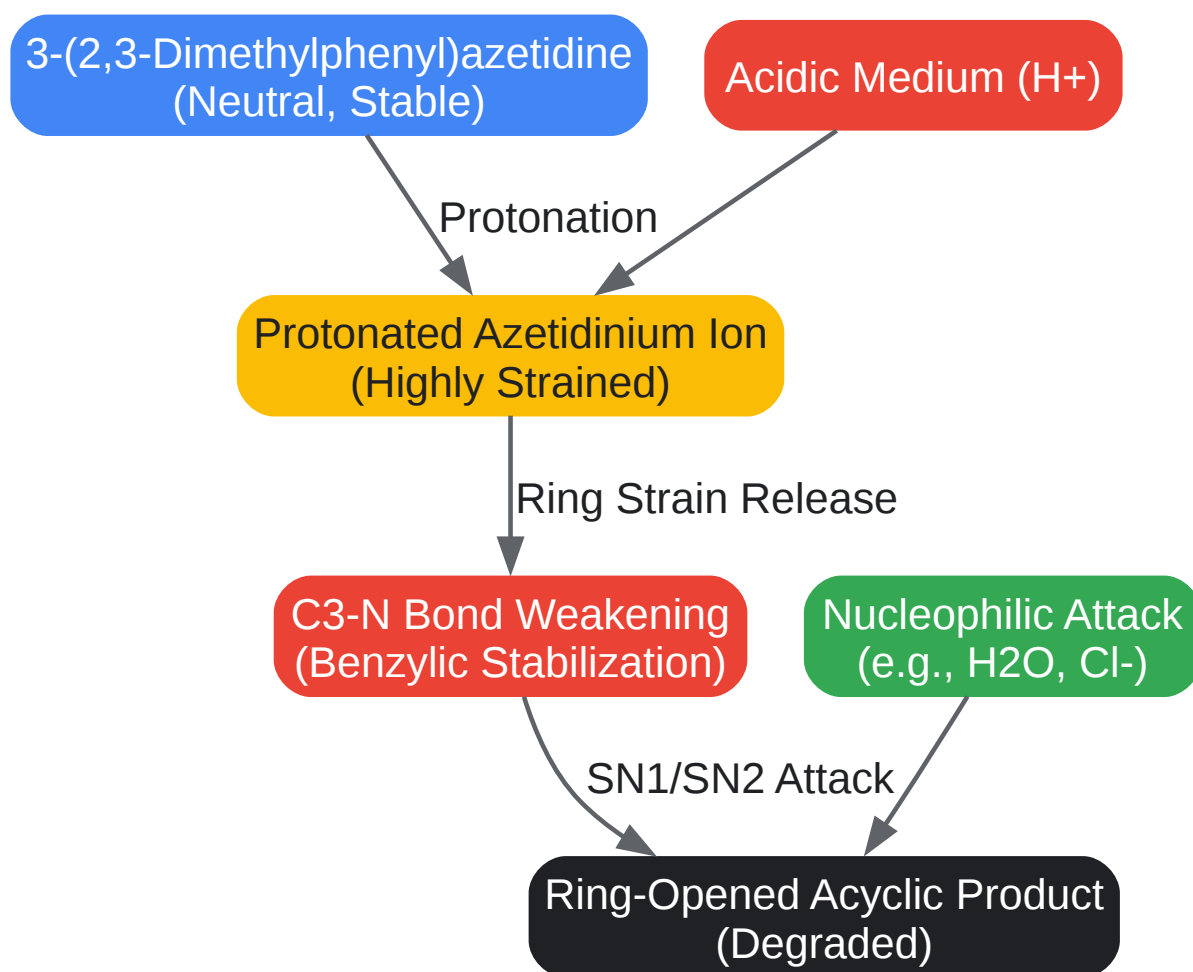 3-(2,3-Dimethylphenyl)azetidine
(Neutral, Stable)
Acidic Medium (H+)
Protonation
Protonated Azetidinium Ion
(Highly Strained)
Ring Strain Release
C3-N Bond Weakening
(Benzylic Stabilization)
Nucleophilic Attack
(e.g., H2O, Cl-)
SN1/SN2 Attack
Ring-Opened Acyclic Product
(Degraded)